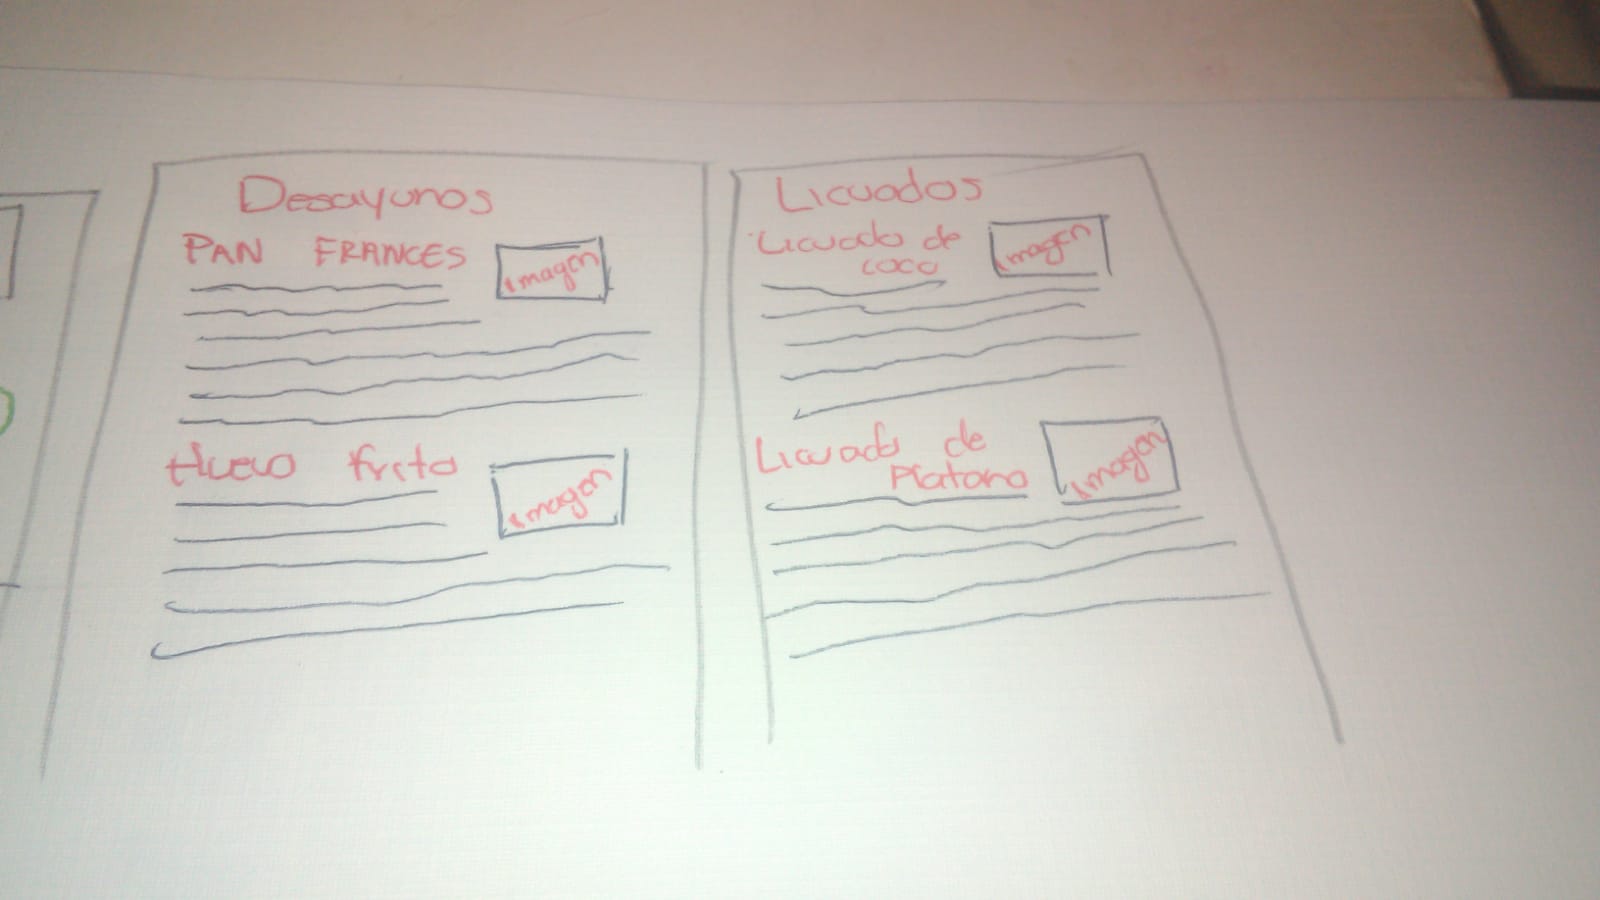 Desayunos
PAN FRANCES
imagen
Huevo frito
imagen
Licuados
Licuado de
coco
imagen
Licuado de
Platano
imagen